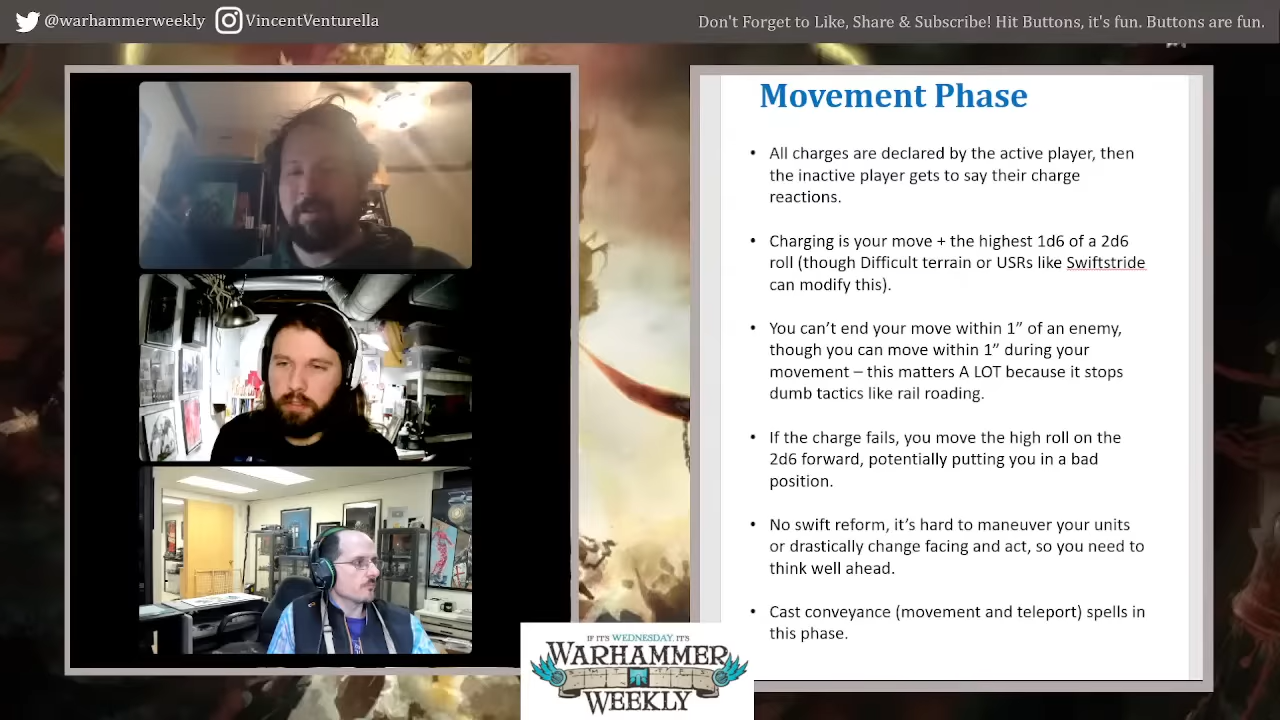 @warhammerweekly VincentVenturella
Don't Forget to Like, Share & Subscribe! Hit Buttons, it's fun. Buttons are fun.
Movement Phase
• All charges are declared by the active player, then
the inactive player gets to say their charge
reactions.
• Charging is your move + the highest 1d6 of a 2d6
roll (though Difficult terrain or USRs like Swiftstride
can modify this).
• You can’t end your move within 1” of an enemy,
though you can move within 1” during your
movement – this matters A LOT because it stops
dumb tactics like rail roading.
• If the charge fails, you move the high roll on the
2d6 forward, potentially putting you in a bad
position.
• No swift reform, it’s hard to maneuver your units
or drastically change facing and act, so you need to
think well ahead.
• Cast conveyance (movement and teleport) spells in
this phase.
IF IT'S WEDNESDAY, IT'S
WARHAMMER
WEEKLY